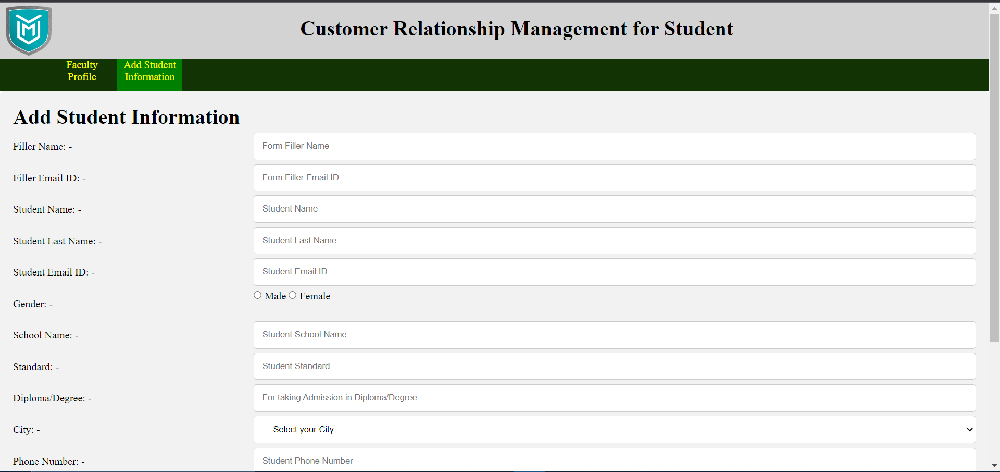 Customer Relationship Management for Student
Faculty
Profile
Add Student
Information
Add Student Information
Filler Name: -
Form Filler Name
Filler Email ID: -
Form Filler Email ID
Student Name: -
Student Name
Student Last Name: -
Student Last Name
Student Email ID: -
Student Email ID
Gender: -
Male Female
School Name: -
Student School Name
Standard: -
Student Standard
Diploma/Degree: -
For taking Admission in Diploma/Degree
City: -
-- Select your City --
Phone Number: -
Student Phone Number